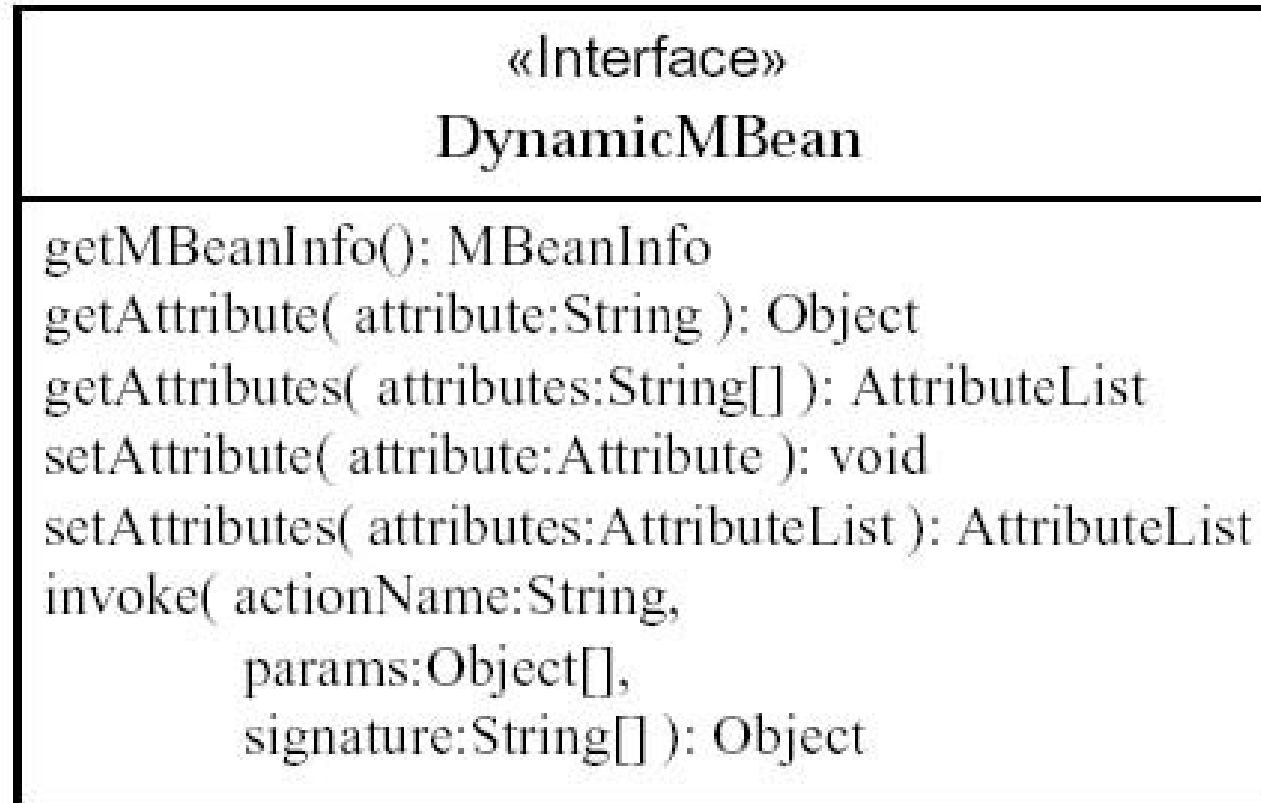 «Interface»
DynamicMBean
getMBeanInfo(): MBeanInfo
getAttribute( attribute:String ): Object
getAttributes( attributes:String[] ): AttributeList
setAttribute( attribute:Attribute ): void
setAttributes( attributes:AttributeList ): AttributeList
invoke( actionName:String,
params:Object[],
signature:String[] ): Object